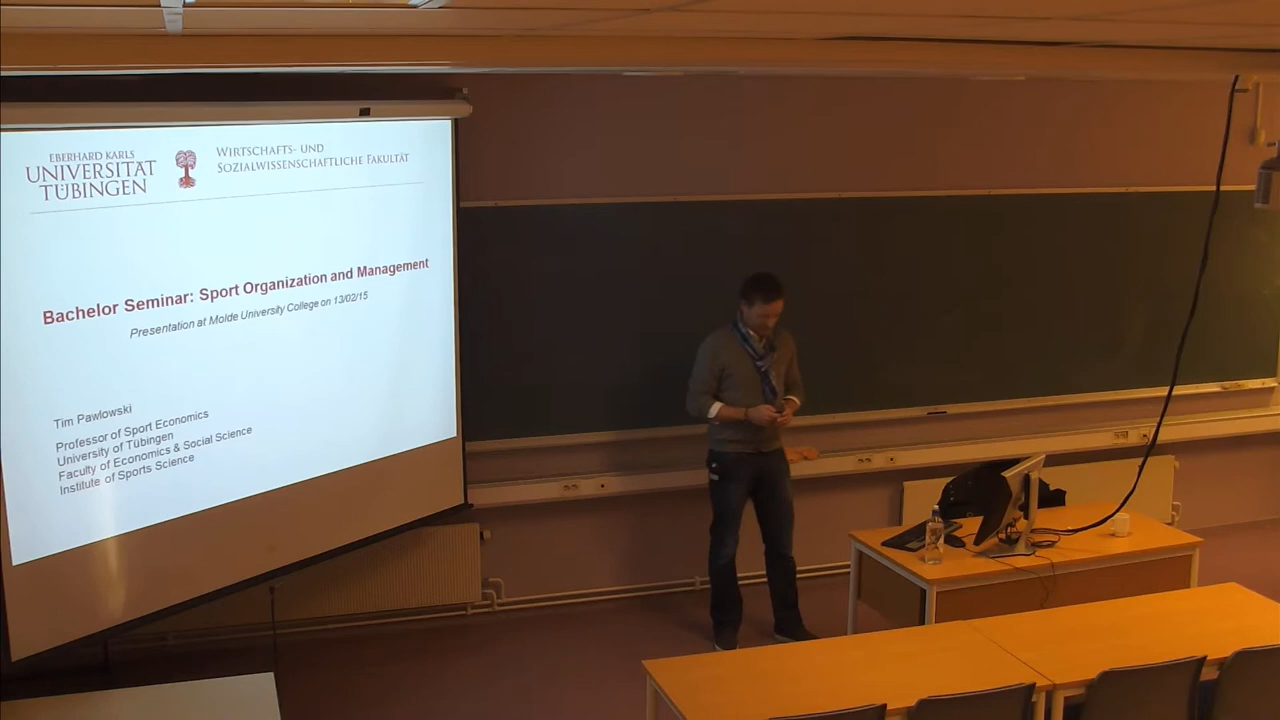 EBERHARD KARLS
UNIVERSITÄT
TÜBINGEN
WIRTSCHAFTS- UND
SOZIALWISSENSCHAFTLICHE FAKULTÄT
Bachelor Seminar: Sport Organization and Management
Presentation at Molde University College on 13/02/15
Tim Pawlowski
Professor of Sport Economics
University of Tübingen
Faculty of Economics & Social Science
Institute of Sports Science